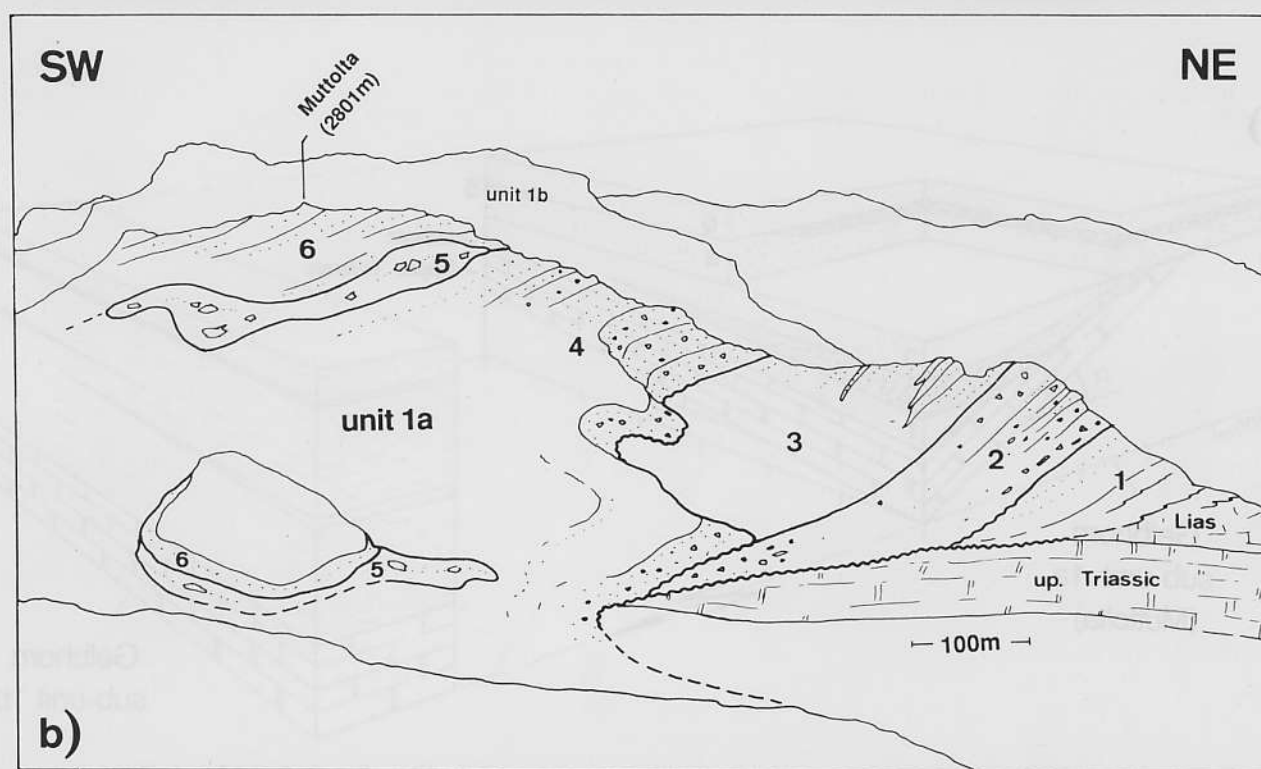 SW
NE
Muttolta
(2801m)
unit 1b
6
5
4
unit 1a
3
2
1
Lias
up. Triassic
6
5
100m
b)